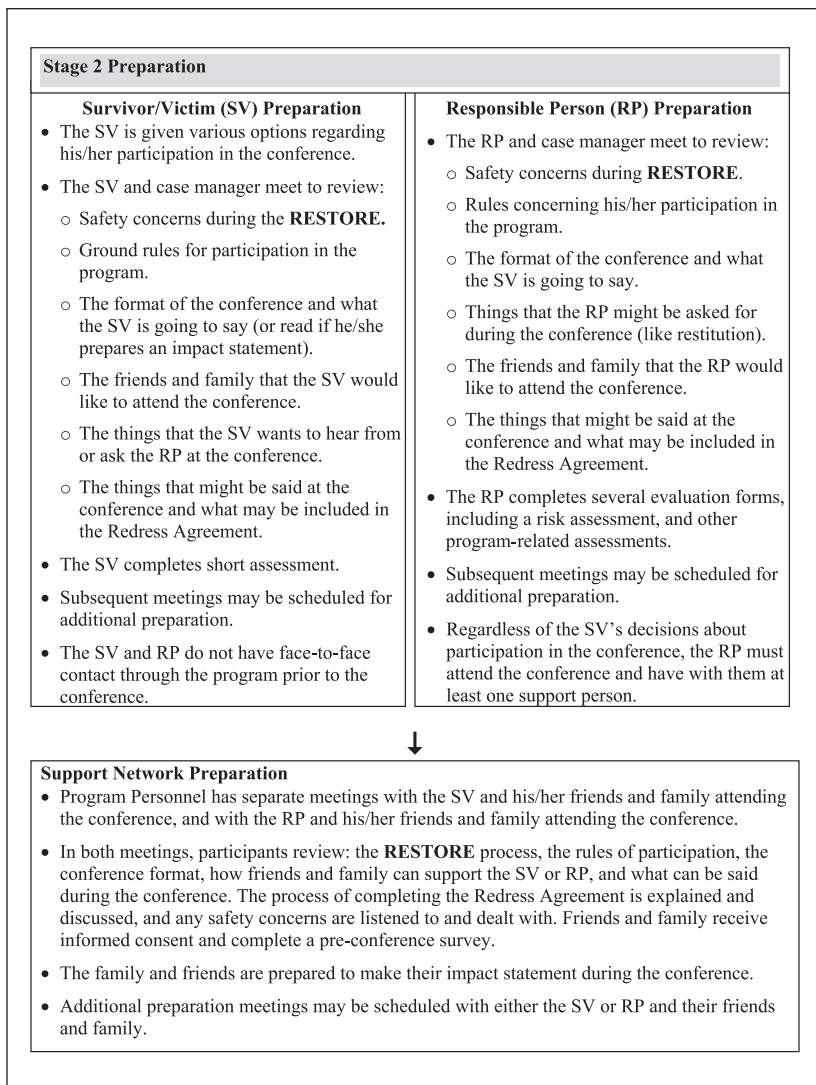 Stage 2 Preparation
Survivor/Victim (SV) Preparation
• The SV is given various options regarding
his/her participation in the conference.
• The SV and case manager meet to review:
o Safety concerns during the RESTORE.
o Ground rules for participation in the
program.
o The format of the conference and what
the SV is going to say (or read if he/she
prepares an impact statement).
o The friends and family that the SV would
like to attend the conference.
o The things that the SV wants to hear from
or ask the RP at the conference.
o The things that might be said at the
conference and what may be included in
the Redress Agreement.
• The SV completes short assessment.
• Subsequent meetings may be scheduled for
additional preparation.
• The SV and RP do not have face-to-face
contact through the program prior to the
conference.
Responsible Person (RP) Preparation
• The RP and case manager meet to review:
o Safety concerns during RESTORE.
o Rules concerning his/her participation in
the program.
o The format of the conference and what
the SV is going to say.
o Things that the RP might be asked for
during the conference (like restitution).
o The friends and family that the RP would
like to attend the conference.
o The things that might be said at the
conference and what may be included in
the Redress Agreement.
• The RP completes several evaluation forms,
including a risk assessment, and other
program-related assessments.
• Subsequent meetings may be scheduled for
additional preparation.
• Regardless of the SV’s decisions about
participation in the conference, the RP must
attend the conference and have with them at
least one support person.
↓
Support Network Preparation
• Program Personnel has separate meetings with the SV and his/her friends and family attending
the conference, and with the RP and his/her friends and family attending the conference.
• In both meetings, participants review: the RESTORE process, the rules of participation, the
conference format, how friends and family can support the SV or RP, and what can be said
during the conference. The process of completing the Redress Agreement is explained and
discussed, and any safety concerns are listened to and dealt with. Friends and family receive
informed consent and complete a pre-conference survey.
• The family and friends are prepared to make their impact statement during the conference.
• Additional preparation meetings may be scheduled with either the SV or RP and their friends
and family.